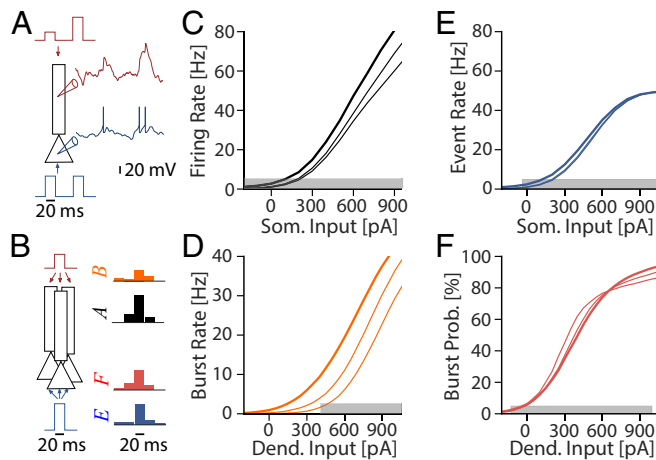 A
20 mV
20 ms
B
B
A
F
E
20 ms
20 ms
C
Firing Rate [Hz]
80
60
40
20
0
0 300 600 900
Som. Input [pA]
D
Burst Rate [Hz]
40
20
0
0 300 600 900
Dend. Input [pA]
E
Event Rate [Hz]
80
60
40
20
0
0 300 600 900
Som. Input [pA]
F
Burst Prob. [%]
100
80
60
40
20
0
0 300 600 900
Dend. Input [pA]